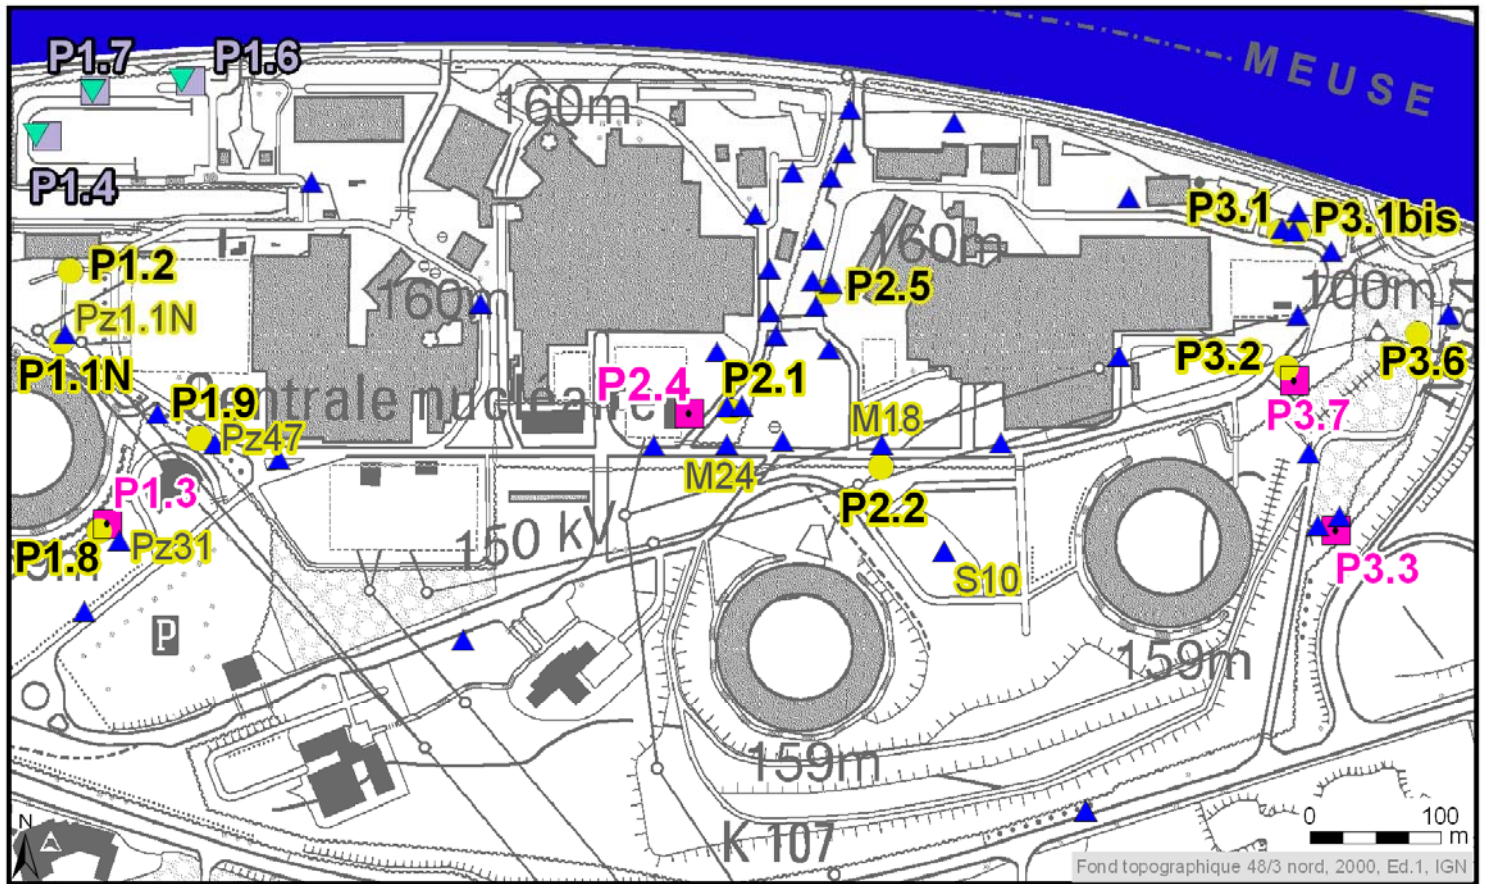 P1.7
P1.6
MEUSE
160m
P1.4
P3.1
P3.1bis
160m
P1.2
P2.5
160m
Pz1.1N
P1.1N
P3.2
P3.6
P2.4
P2.1
Centrale nucléaire
P1.9
Pz47
M18
P3.7
M24
P1.3
P2.2
150 kV
P1.8
Pz31
S10
P3.3
P
159m
159m
K 107
N
0 100
m
Fond topographique 48/3 nord, 2000, Ed.1, IGN